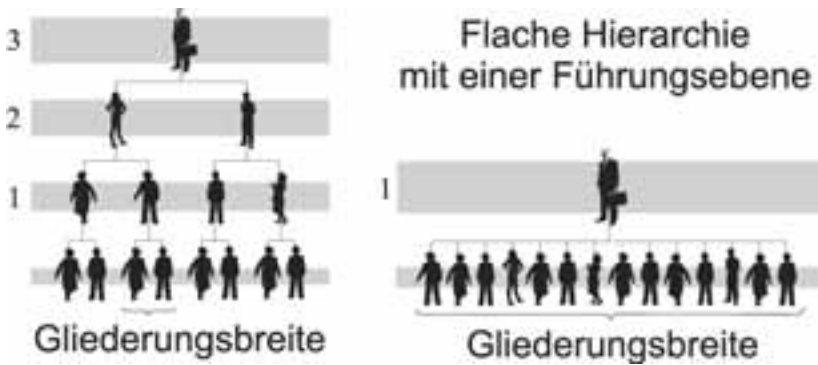 3
2
1
Gliederungsbreite
Flache Hierarchie
mit einer Führungsebene
1
Gliederungsbreite